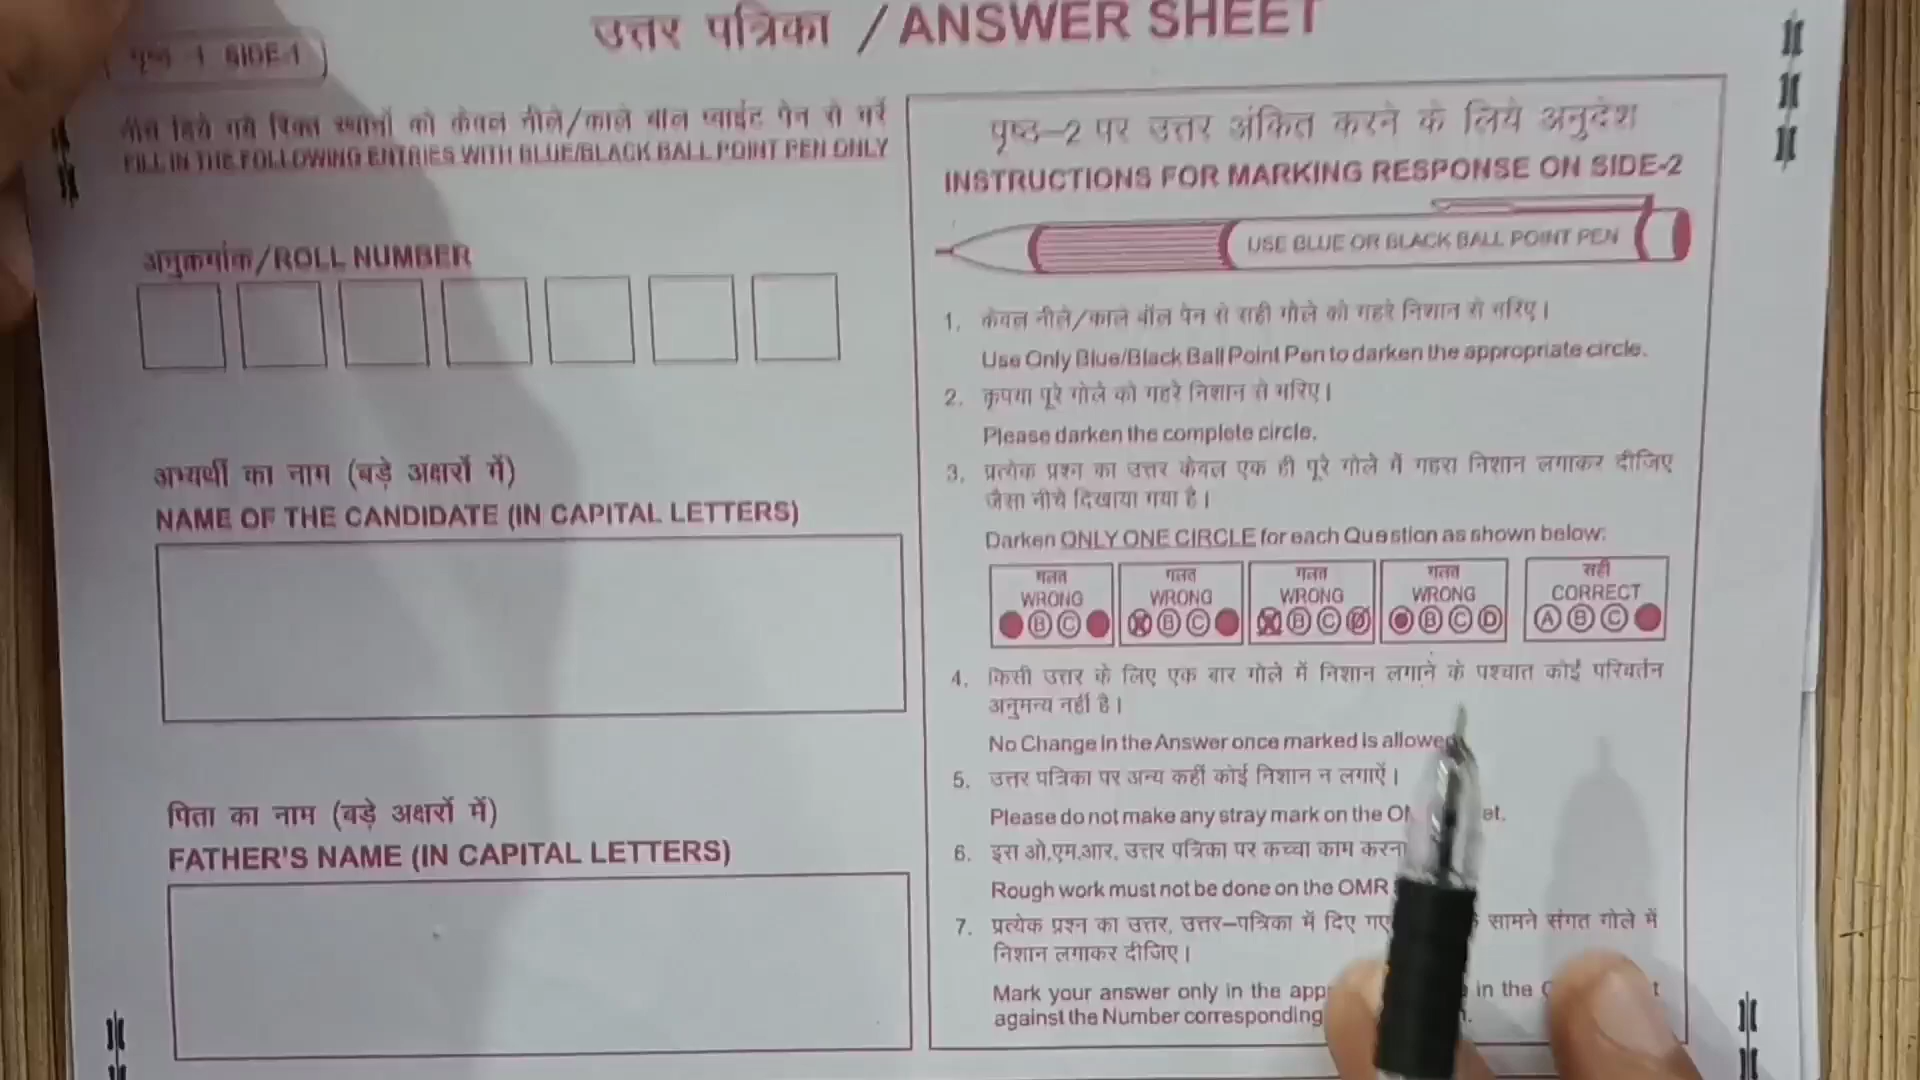 उत्तर पत्रिका / ANSWER SHEET
पृष्ठ 1 SIDE-1
नीचे दिये गये रिक्त स्थानों को केवल नीले/काले बाल प्वाईंट पेन से भरें
FILL IN THE FOLLOWING ENTRIES WITH BLUE/BLACK BALL POINT PEN ONLY
अनुक्रमांक/ROLL NUMBER
अभ्यर्थी का नाम (बड़े अक्षरों में)
NAME OF THE CANDIDATE (IN CAPITAL LETTERS)
पिता का नाम (बड़े अक्षरों में)
FATHER'S NAME (IN CAPITAL LETTERS)
पृष्ठ–2 पर उत्तर अंकित करने के लिये अनुदेश
INSTRUCTIONS FOR MARKING RESPONSE ON SIDE-2
USE BLUE OR BLACK BALL POINT PEN
1. केवल नीले/काले बॉल पेन से सही गोले को गहरे निशान से भरिए।
Use Only Blue/Black Ball Point Pen to darken the appropriate circle.
2. कृपया पूरे गोले को गहरे निशान से भरिए।
Please darken the complete circle.
3. प्रत्येक प्रश्न का उत्तर केवल एक ही पूरे गोले में गहरा निशान लगाकर दीजिए
जैसा नीचे दिखाया गया है।
Darken ONLY ONE CIRCLE for each Question as shown below:
गलत गलत गलत गलत सही
WRONG WRONG WRONG WRONG CORRECT
B C B C B C B C D A B C
4. किसी उत्तर के लिए एक बार गोले में निशान लगाने के पश्चात कोई परिवर्तन
अनुमन्य नहीं है।
No Change in the Answer once marked is allowe
5. उत्तर पत्रिका पर अन्य कहीं कोई निशान न लगाऐं।
Please do not make any stray mark on the
6. इस ओ.एम.आर. उत्तर पत्रिका पर कच्चा काम करना
Rough work must not be done on the OMR
7. प्रत्येक प्रश्न का उत्तर, उत्तर–पत्रिका में दिए गए सामने संगत गोले में
निशान लगाकर दीजिए।
Mark your answer only in the in the
against the Number corresponding